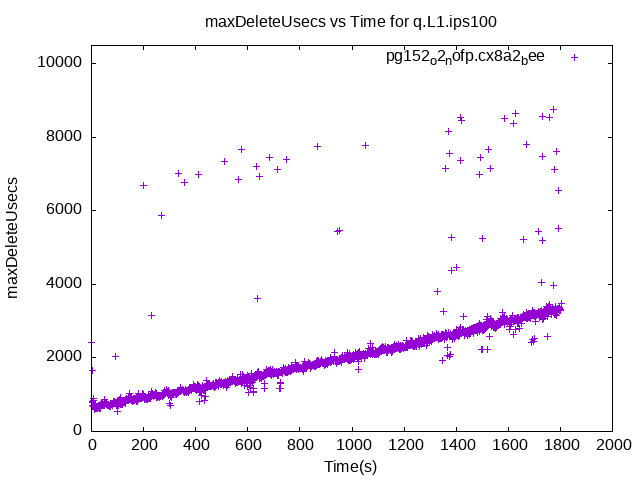 maxDeleteUsecs vs Time for q.L1.ips100
pg152o2nofp.cx8a2bee
10000
8000
6000
4000
2000
0
maxDeleteUsecs
0 200 400 600 800 1000 1200 1400 1600 1800 2000
Time(s)